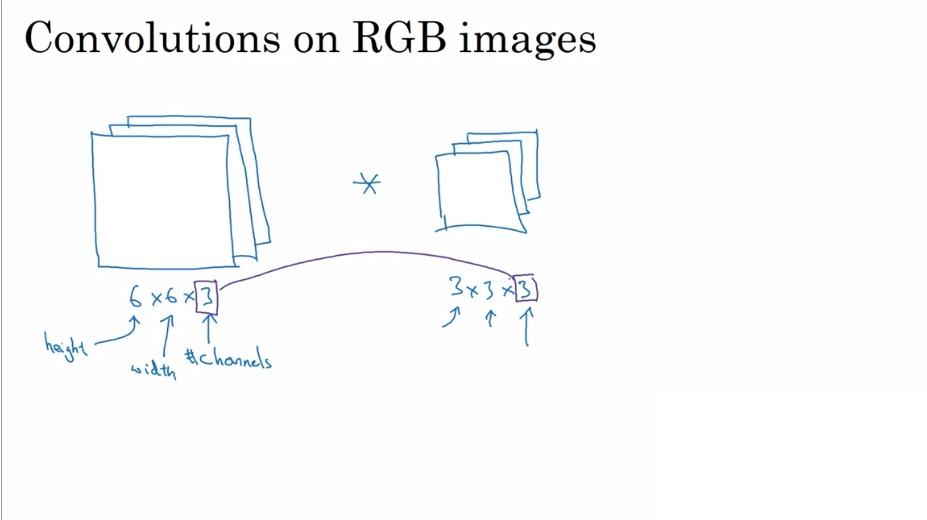 Convolutions on RGB images
*
6 × 6 × 3
3 × 3 × 3
height
width
#channels